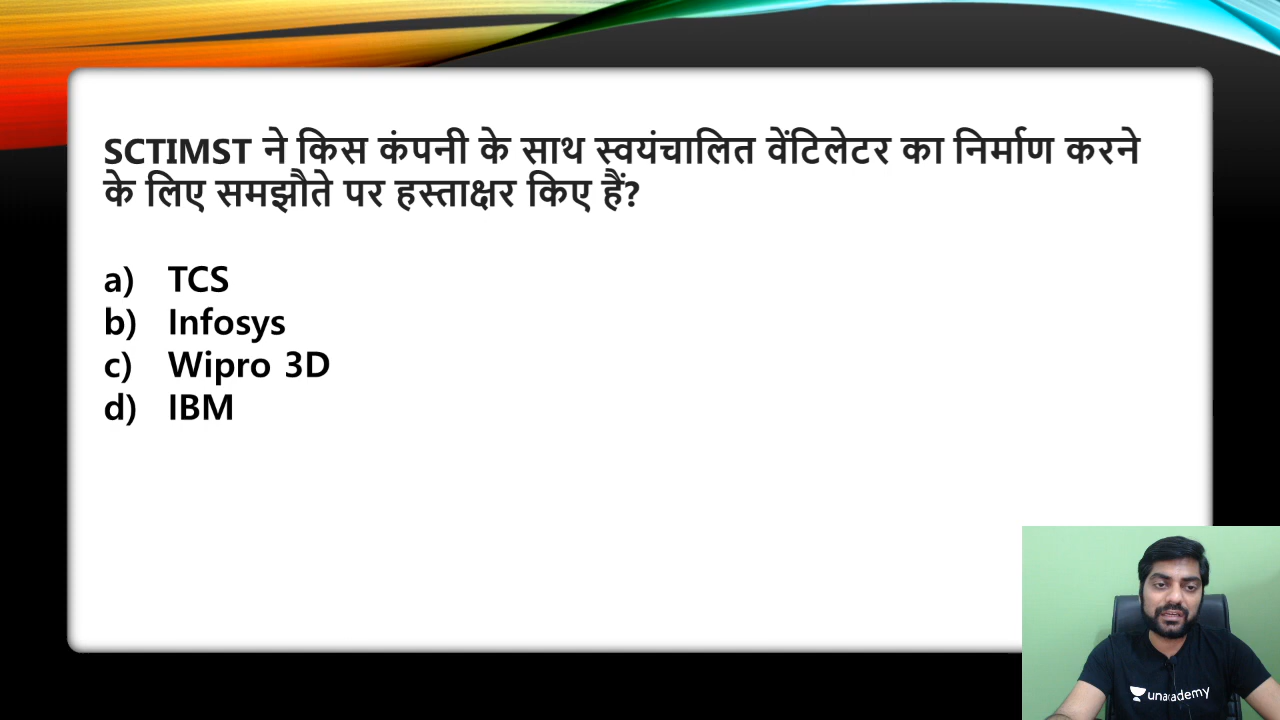 SCTIMST ने किस कंपनी के साथ स्वयंचालित वेंटिलेटर का निर्माण करने
के लिए समझौते पर हस्ताक्षर किए हैं?
a) TCS
b) Infosys
c) Wipro 3D
d) IBM
unacademy